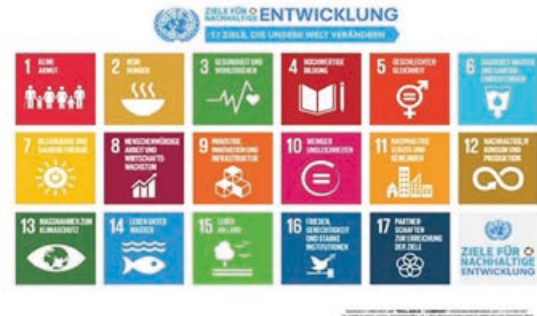 ZIELE FÜR
NACHHALTIGE
ENTWICKLUNG
17 ZIELE, DIE UNSERE WELT VERÄNDERN
1 KEINE
ARMUT
2 KEIN
HUNGER
3 GESUNDHEIT UND
WOHLERGEHEN
4 HOCHWERTIGE
BILDUNG
5 GESCHLECHTER-
GLEICHHEIT
6 SAUBERES WASSER
UND SANITÄR-
EINRICHTUNGEN
7 BEZAHLBARE UND
SAUBERE ENERGIE
8 MENSCHENWÜRDIGE
ARBEIT UND
WIRTSCHAFTS-
WACHSTUM
9 INDUSTRIE,
INNOVATION UND
INFRASTRUKTUR
10 WENIGER
UNGLEICHHEITEN
11 NACHHALTIGE
STÄDTE UND
GEMEINDEN
12 NACHHALTIGE/R
KONSUM UND
PRODUKTION
13 MASSNAHMEN ZUM
KLIMASCHUTZ
14 LEBEN UNTER
WASSER
15 LEBEN
AN LAND
16 FRIEDEN,
GERECHTIGKEIT
UND STARKE
INSTITUTIONEN
17 PARTNER-
SCHAFTEN
ZUR ERREICHUNG
DER ZIELE
ZIELE FÜR
NACHHALTIGE
ENTWICKLUNG